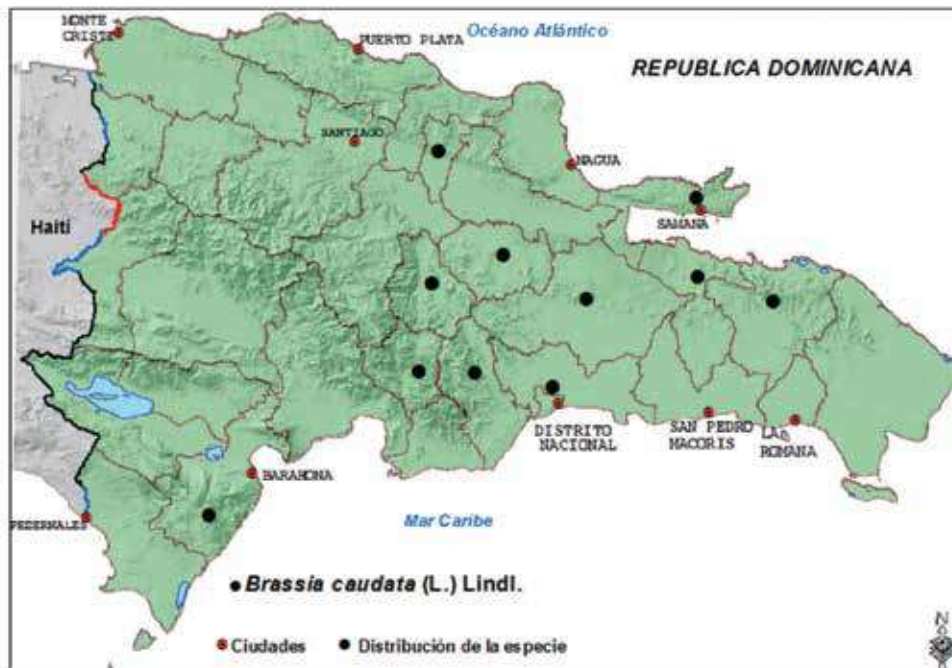 MONTE
CRISTI
PUERTO PLATA
Océano Atlántico
REPUBLICA DOMINICANA
SANTIAGO
NAGUA
Haití
SAMANA
DISTRITO
NACIONAL
SAN PEDRO
MACORIS
LA
ROMANA
BARAHONA
PEDERNALES
Mar Caribe
Brassia caudata (L.) Lindl.
Ciudades
Distribución de la especie